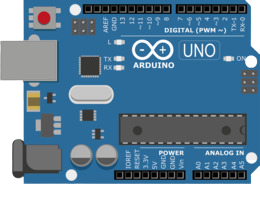 AREF
GND
13
12
~11
~10
~9
8
7
~6
~5
4
~3
2
TX-1
RX-0
DIGITAL (PWM ~)
L
TX
RX
UNO
ARDUINO
ON
POWER
ANALOG IN
IOREF
RESET
3.3V
5V
GND
GND
Vin
A0
A1
A2
A3
A4
A5